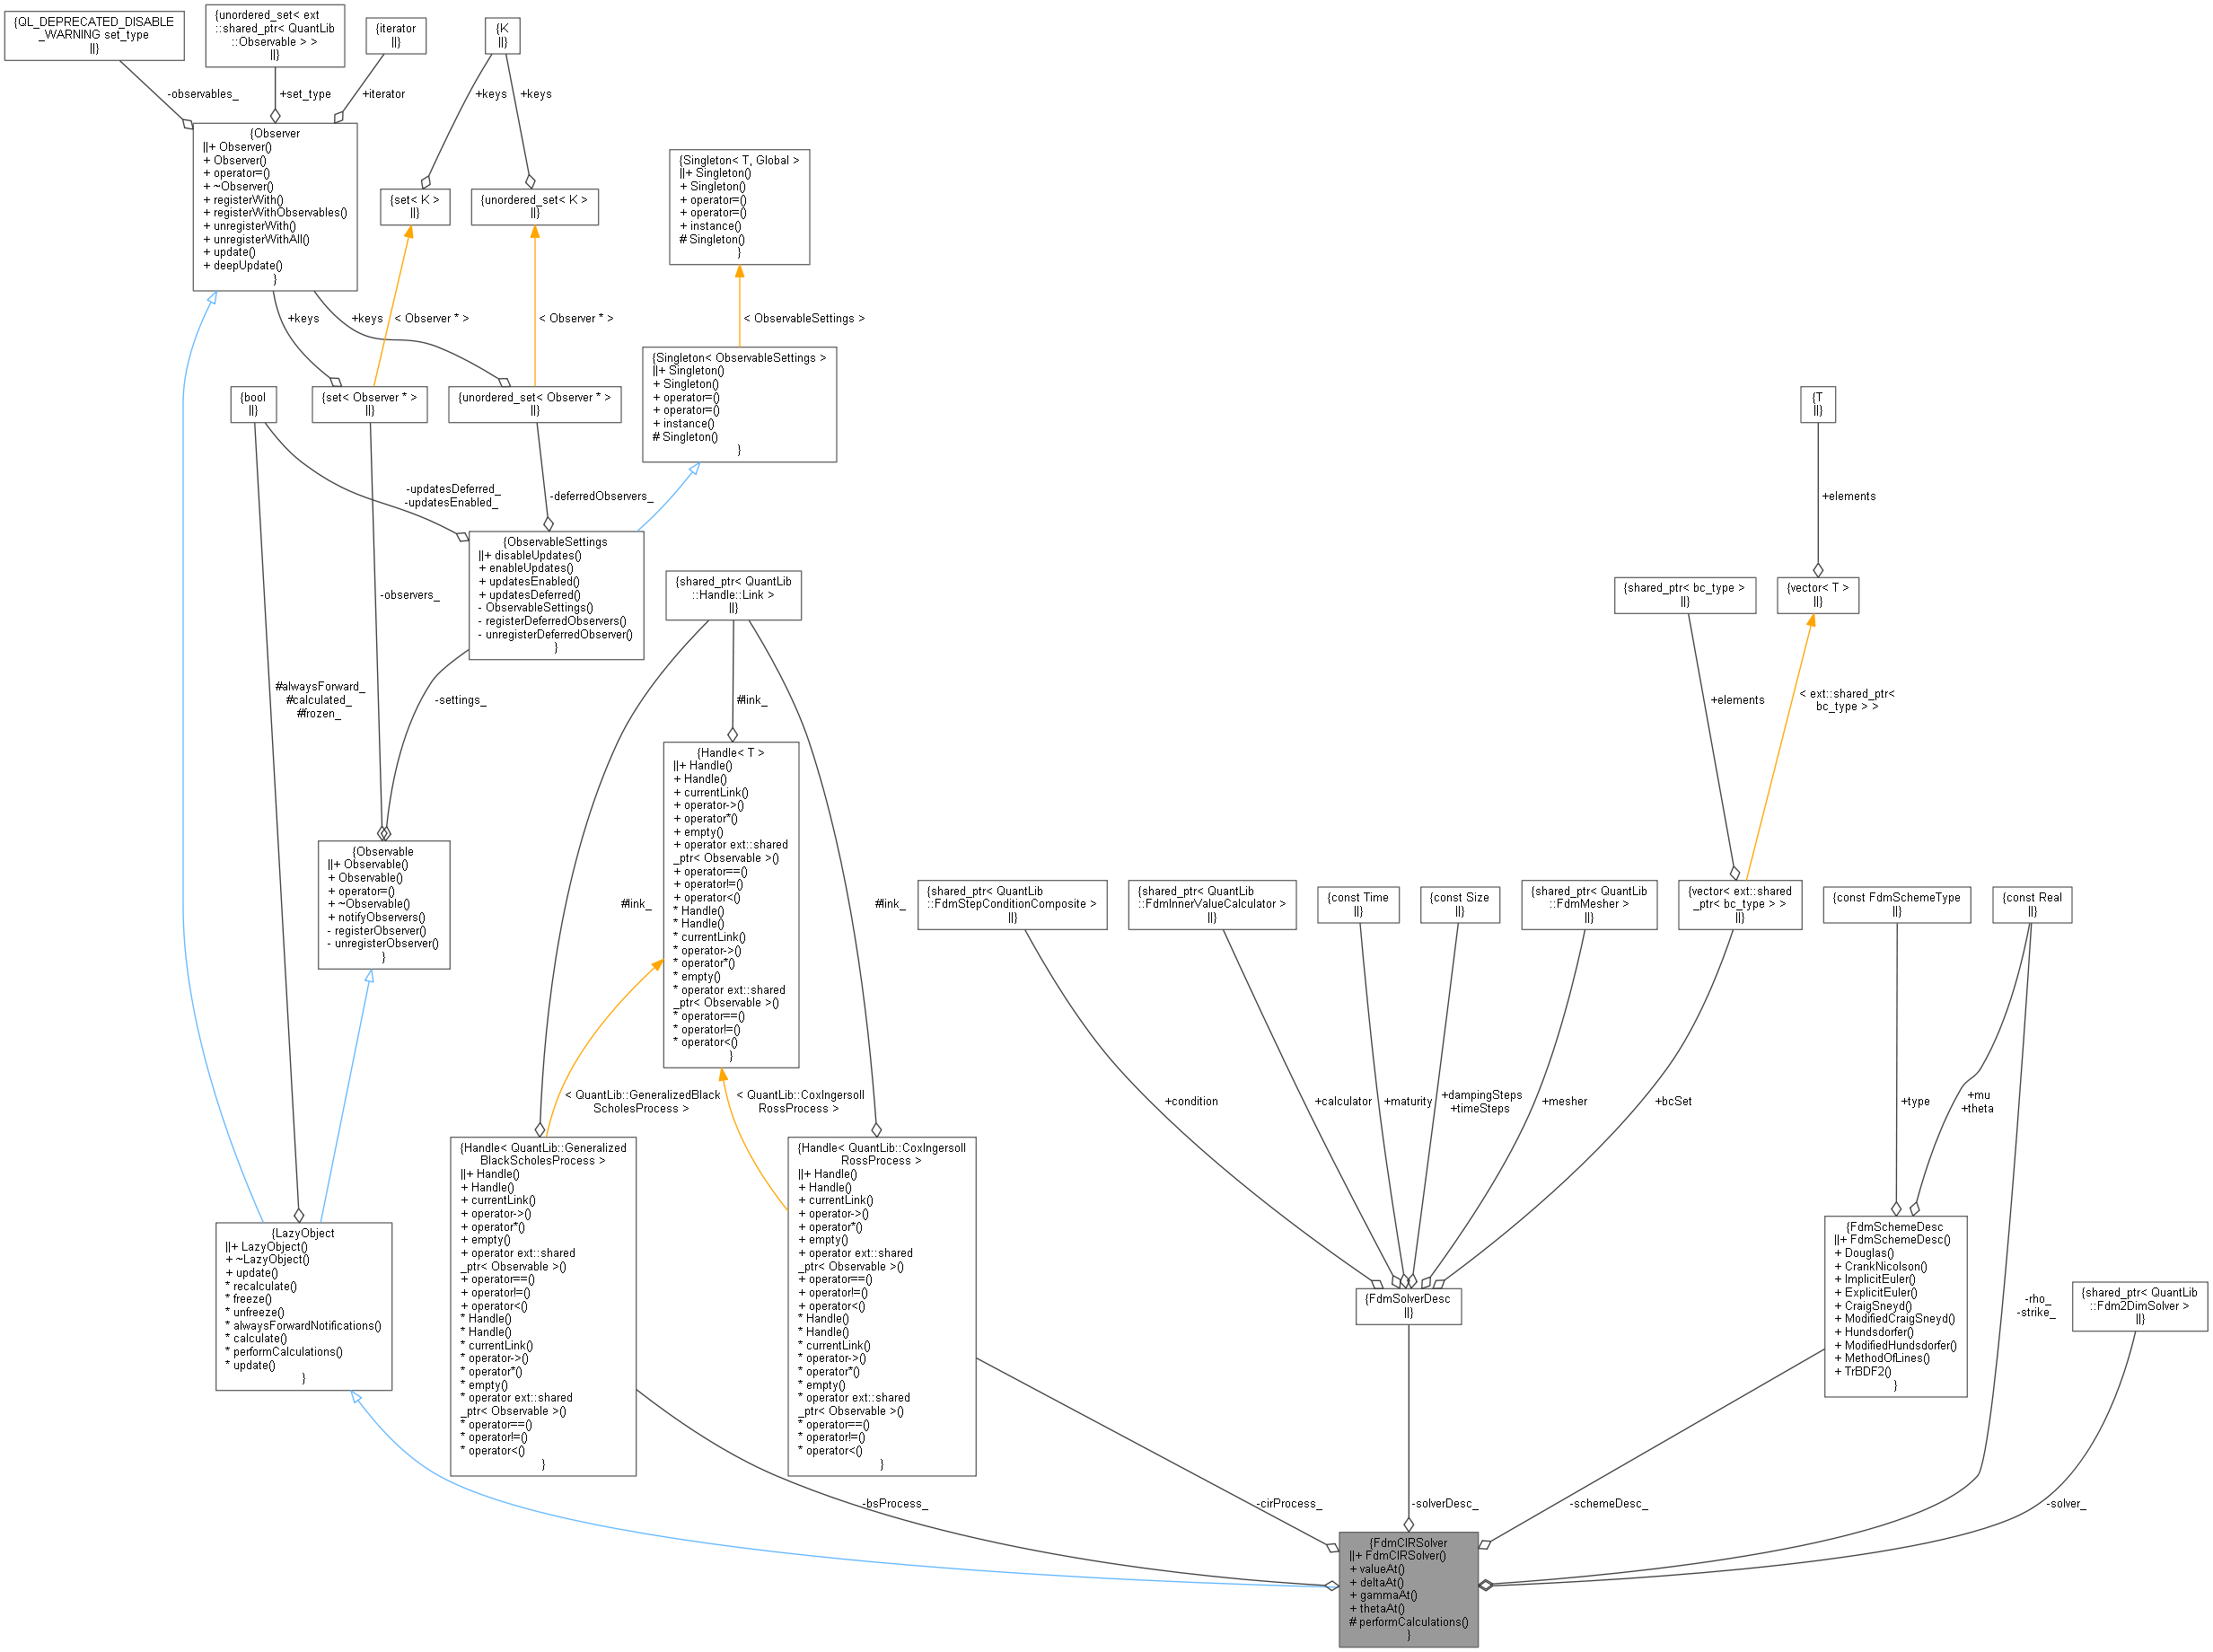 {QL_DEPRECATED_DISABLE
_WARNING set_type
||}
{unordered_set< ext
::shared_ptr< QuantLib
::Observable > >
||}
{iterator
||}
{K
||}
-observables_
+set_type
+iterator
+keys
+keys
{Observer
||+ Observer()
+ Observer()
+ operator=()
+ ~Observer()
+ registerWith()
+ registerWithObservables()
+ unregisterWith()
+ unregisterWithAll()
+ update()
+ deepUpdate()
}
{set< K >
||}
{unordered_set< K >
||}
{Singleton< T, Global >
||+ Singleton()
+ Singleton()
+ operator=()
+ operator=()
+ instance()
# Singleton()
}
+keys
+keys
< Observer * >
< Observer * >
< ObservableSettings >
{bool
||}
{set< Observer * >
||}
{unordered_set< Observer * >
||}
{Singleton< ObservableSettings >
||+ Singleton()
+ Singleton()
+ operator=()
+ operator=()
+ instance()
# Singleton()
}
{T
||}
-updatesDeferred_
-updatesEnabled_
-deferredObservers_
+elements
{ObservableSettings
||+ disableUpdates()
+ enableUpdates()
+ updatesEnabled()
+ updatesDeferred()
- ObservableSettings()
- registerDeferredObservers()
- unregisterDeferredObserver()
}
{shared_ptr< QuantLib
::Handle::Link >
||}
{shared_ptr< bc_type >
||}
{vector< T >
||}
-observers_
#alwaysForward_
#calculated_
#frozen_
-settings_
#link_
+elements
< ext::shared_ptr<
bc_type > >
{Observable
||+ Observable()
+ Observable()
+ operator=()
+ ~Observable()
+ notifyObservers()
- registerObserver()
- unregisterObserver()
}
{Handle< T >
||+ Handle()
+ Handle()
+ currentLink()
+ operator->()
+ operator*()
+ empty()
+ operator ext::shared
_ptr< Observable >()
+ operator==()
+ operator!=()
+ operator<()
* Handle()
* Handle()
* currentLink()
* operator->()
* operator*()
* empty()
* operator ext::shared
_ptr< Observable >()
* operator==()
* operator!=()
* operator<()
}
#link_
#link_
{shared_ptr< QuantLib
::FdmStepConditionComposite >
||}
{shared_ptr< QuantLib
::FdmInnerValueCalculator >
||}
{const Time
||}
{const Size
||}
{shared_ptr< QuantLib
::FdmMesher >
||}
{vector< ext::shared
_ptr< bc_type > >
||}
{const FdmSchemeType
||}
{const Real
||}
< QuantLib::GeneralizedBlack
ScholesProcess >
< QuantLib::CoxIngersoll
RossProcess >
+condition
+calculator
+maturity
+dampingSteps
+timeSteps
+mesher
+bcSet
+type
+mu
+theta
{LazyObject
||+ LazyObject()
+ ~LazyObject()
+ update()
* recalculate()
* freeze()
* unfreeze()
* alwaysForwardNotifications()
* calculate()
* performCalculations()
* update()
}
{Handle< QuantLib::Generalized
BlackScholesProcess >
||+ Handle()
+ Handle()
+ currentLink()
+ operator->()
+ operator*()
+ empty()
+ operator ext::shared
_ptr< Observable >()
+ operator==()
+ operator!=()
+ operator<()
* Handle()
* Handle()
* currentLink()
* operator->()
* operator*()
* empty()
* operator ext::shared
_ptr< Observable >()
* operator==()
* operator!=()
* operator<()
}
{Handle< QuantLib::CoxIngersoll
RossProcess >
||+ Handle()
+ Handle()
+ currentLink()
+ operator->()
+ operator*()
+ empty()
+ operator ext::shared
_ptr< Observable >()
+ operator==()
+ operator!=()
+ operator<()
* Handle()
* Handle()
* currentLink()
* operator->()
* operator*()
* empty()
* operator ext::shared
_ptr< Observable >()
* operator==()
* operator!=()
* operator<()
}
{FdmSolverDesc
||}
{FdmSchemeDesc
||+ FdmSchemeDesc()
+ Douglas()
+ CrankNicolson()
+ ImplicitEuler()
+ ExplicitEuler()
+ CraigSneyd()
+ ModifiedCraigSneyd()
+ Hundsdorfer()
+ ModifiedHundsdorfer()
+ MethodOfLines()
+ TrBDF2()
}
-rho_
-strike_
{shared_ptr< QuantLib
::Fdm2DimSolver >
||}
-bsProcess_
-cirProcess_
-solverDesc_
-schemeDesc_
-solver_
{FdmCIRSolver
||+ FdmCIRSolver()
+ valueAt()
+ deltaAt()
+ gammaAt()
+ thetaAt()
# performCalculations()
}